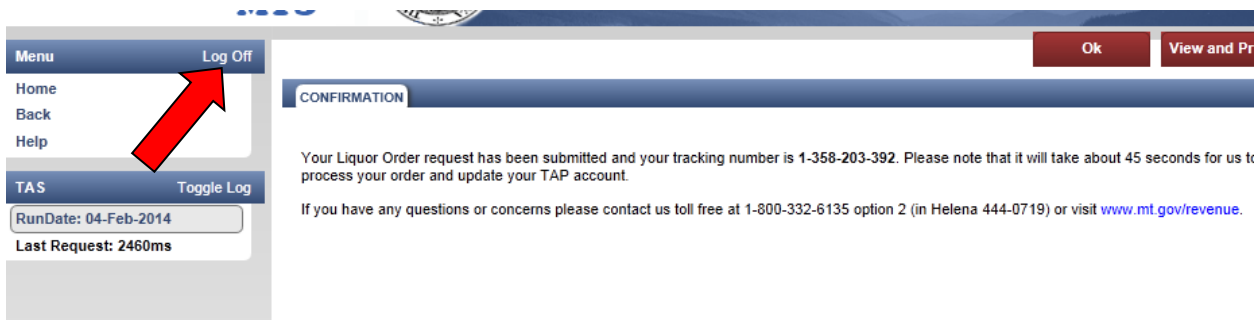 Menu Log Off
Home
Back
Help
TAS Toggle Log
RunDate: 04-Feb-2014
Last Request: 2460ms
Ok View and Pr
CONFIRMATION
Your Liquor Order request has been submitted and your tracking number is 1-358-203-392. Please note that it will take about 45 seconds for us to
process your order and update your TAP account.
If you have any questions or concerns please contact us toll free at 1-800-332-6135 option 2 (in Helena 444-0719) or visit www.mt.gov/revenue.